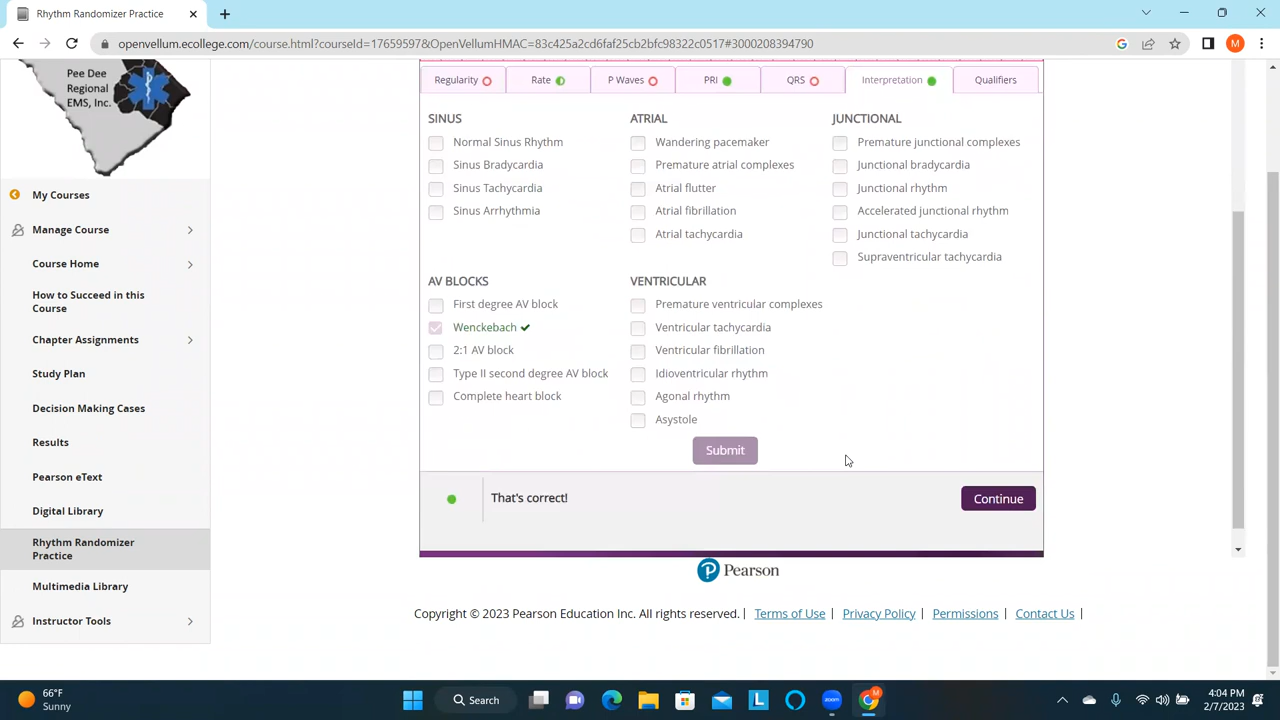 Rhythm Randomizer Practice
openvellum.ecollege.com/course.html?courseId=17659597&OpenVellumHMAC=13c425a2cd6faf25cb2bfc98322c0517#3000208394790
G
M
Pee Dee
Regional
EMS, Inc.
My Courses
Manage Course
Course Home
How to Succeed in this
Course
Chapter Assignments
Study Plan
Decision Making Cases
Results
Pearson eText
Digital Library
Rhythm Randomizer
Practice
Multimedia Library
Instructor Tools
Regularity Rate P Waves PRI QRS Interpretation Qualifiers
SINUS
Normal Sinus Rhythm
Sinus Bradycardia
Sinus Tachycardia
Sinus Arrhythmia
ATRIAL
Wandering pacemaker
Premature atrial complexes
Atrial flutter
Atrial fibrillation
Atrial tachycardia
JUNCTIONAL
Premature junctional complexes
Junctional bradycardia
Junctional rhythm
Accelerated junctional rhythm
Junctional tachycardia
Supraventricular tachycardia
AV BLOCKS
First degree AV block
Wenckebach
2:1 AV block
Type II second degree AV block
Complete heart block
VENTRICULAR
Premature ventricular complexes
Ventricular tachycardia
Ventricular fibrillation
Idioventricular rhythm
Agonal rhythm
Asystole
Submit
That's correct!
Continue
P Pearson
Copyright © 2023 Pearson Education Inc. All rights reserved. | Terms of Use | Privacy Policy | Permissions | Contact Us |
66°F
Sunny
Search
L
zoom
M
4:04 PM
2/7/2023